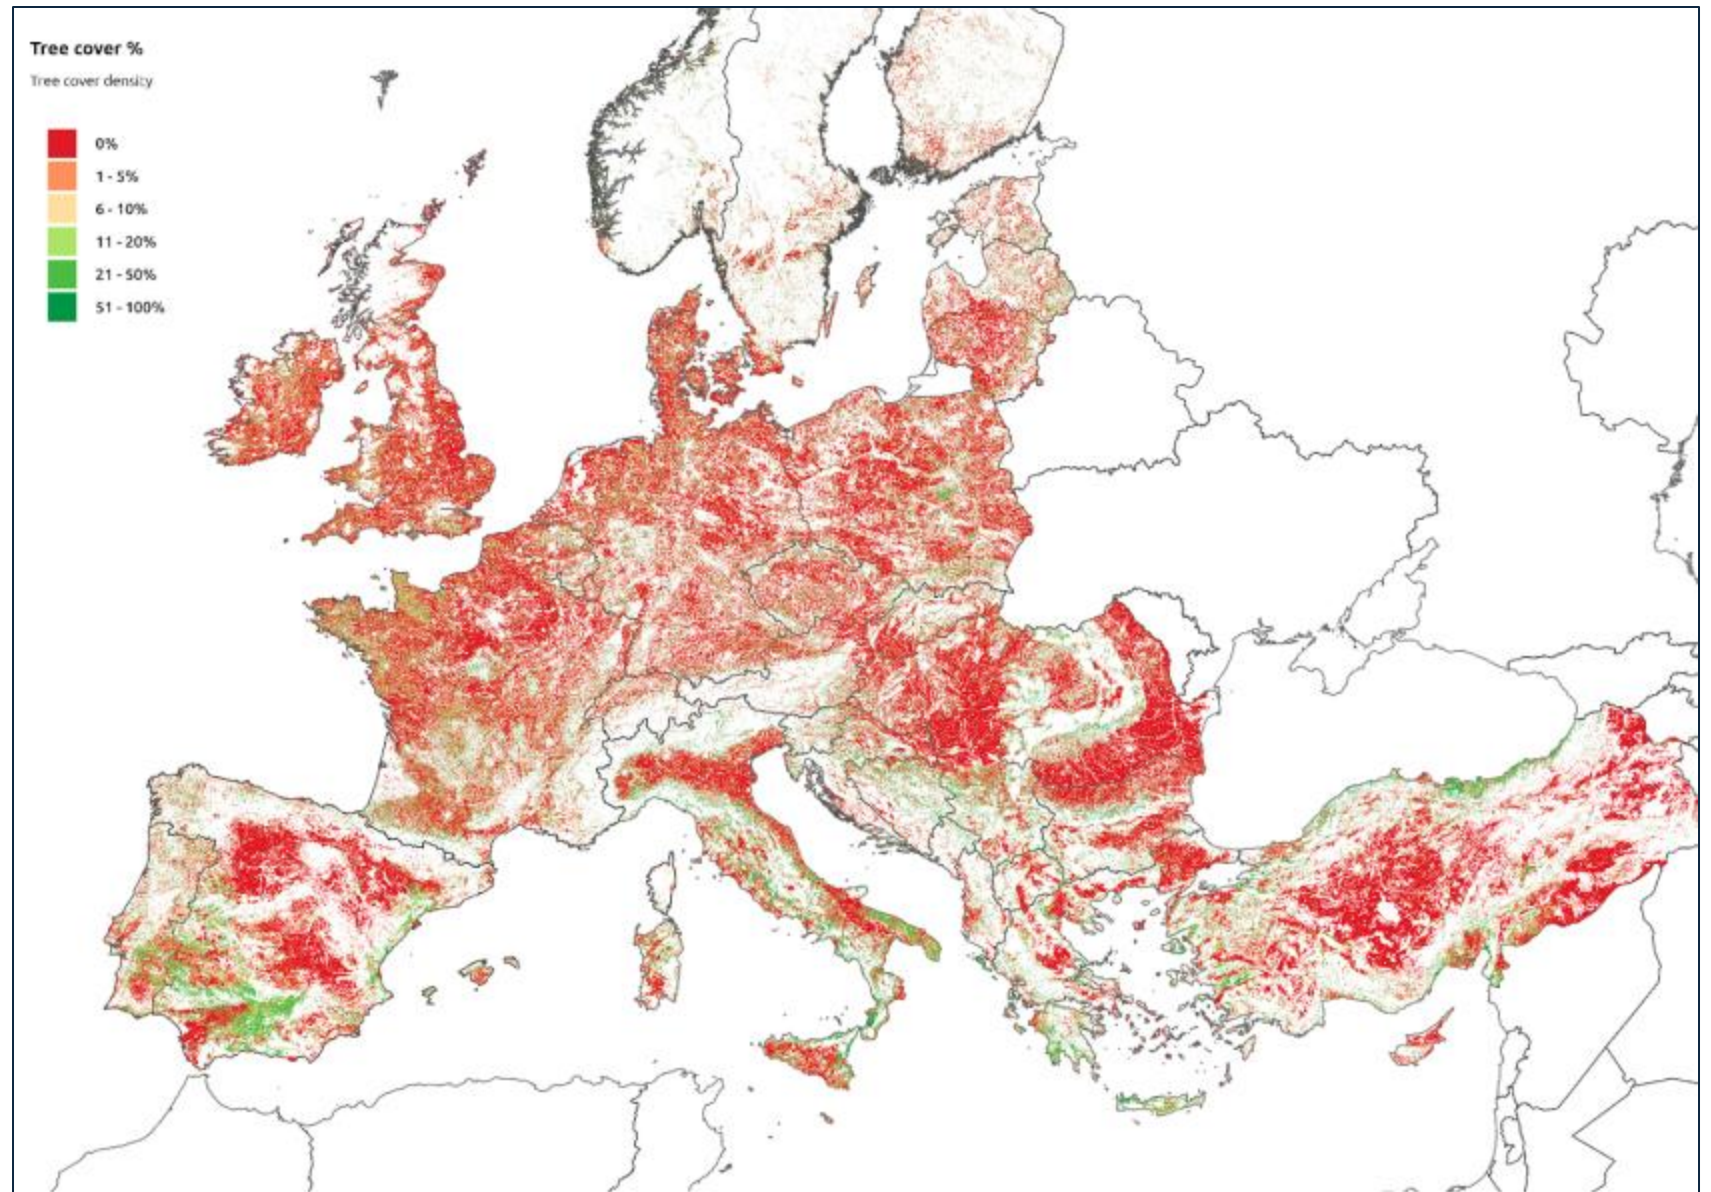 Tree cover %
Tree cover density
0%
1 - 5%
6 - 10%
11 - 20%
21 - 50%
51 - 100%